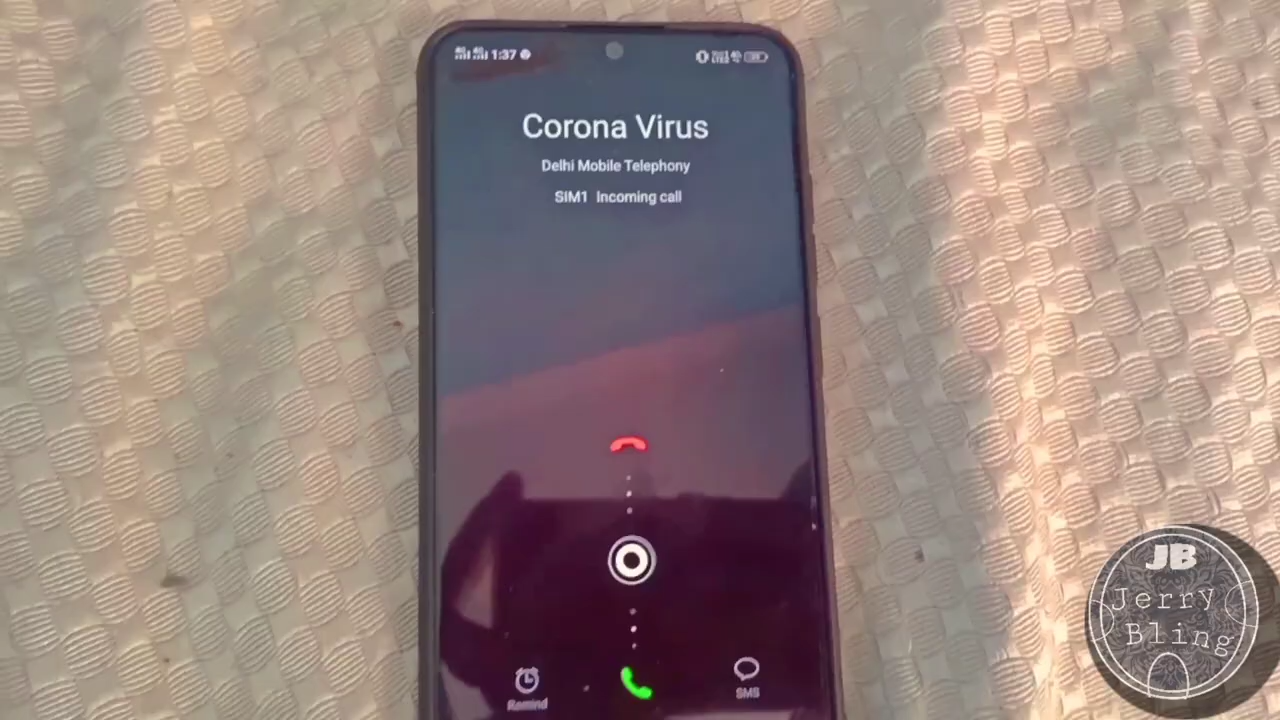 1:37
Corona Virus
Delhi Mobile Telephony
SIM1 Incoming call
Remind
SMS
JB
Jerry
Bling